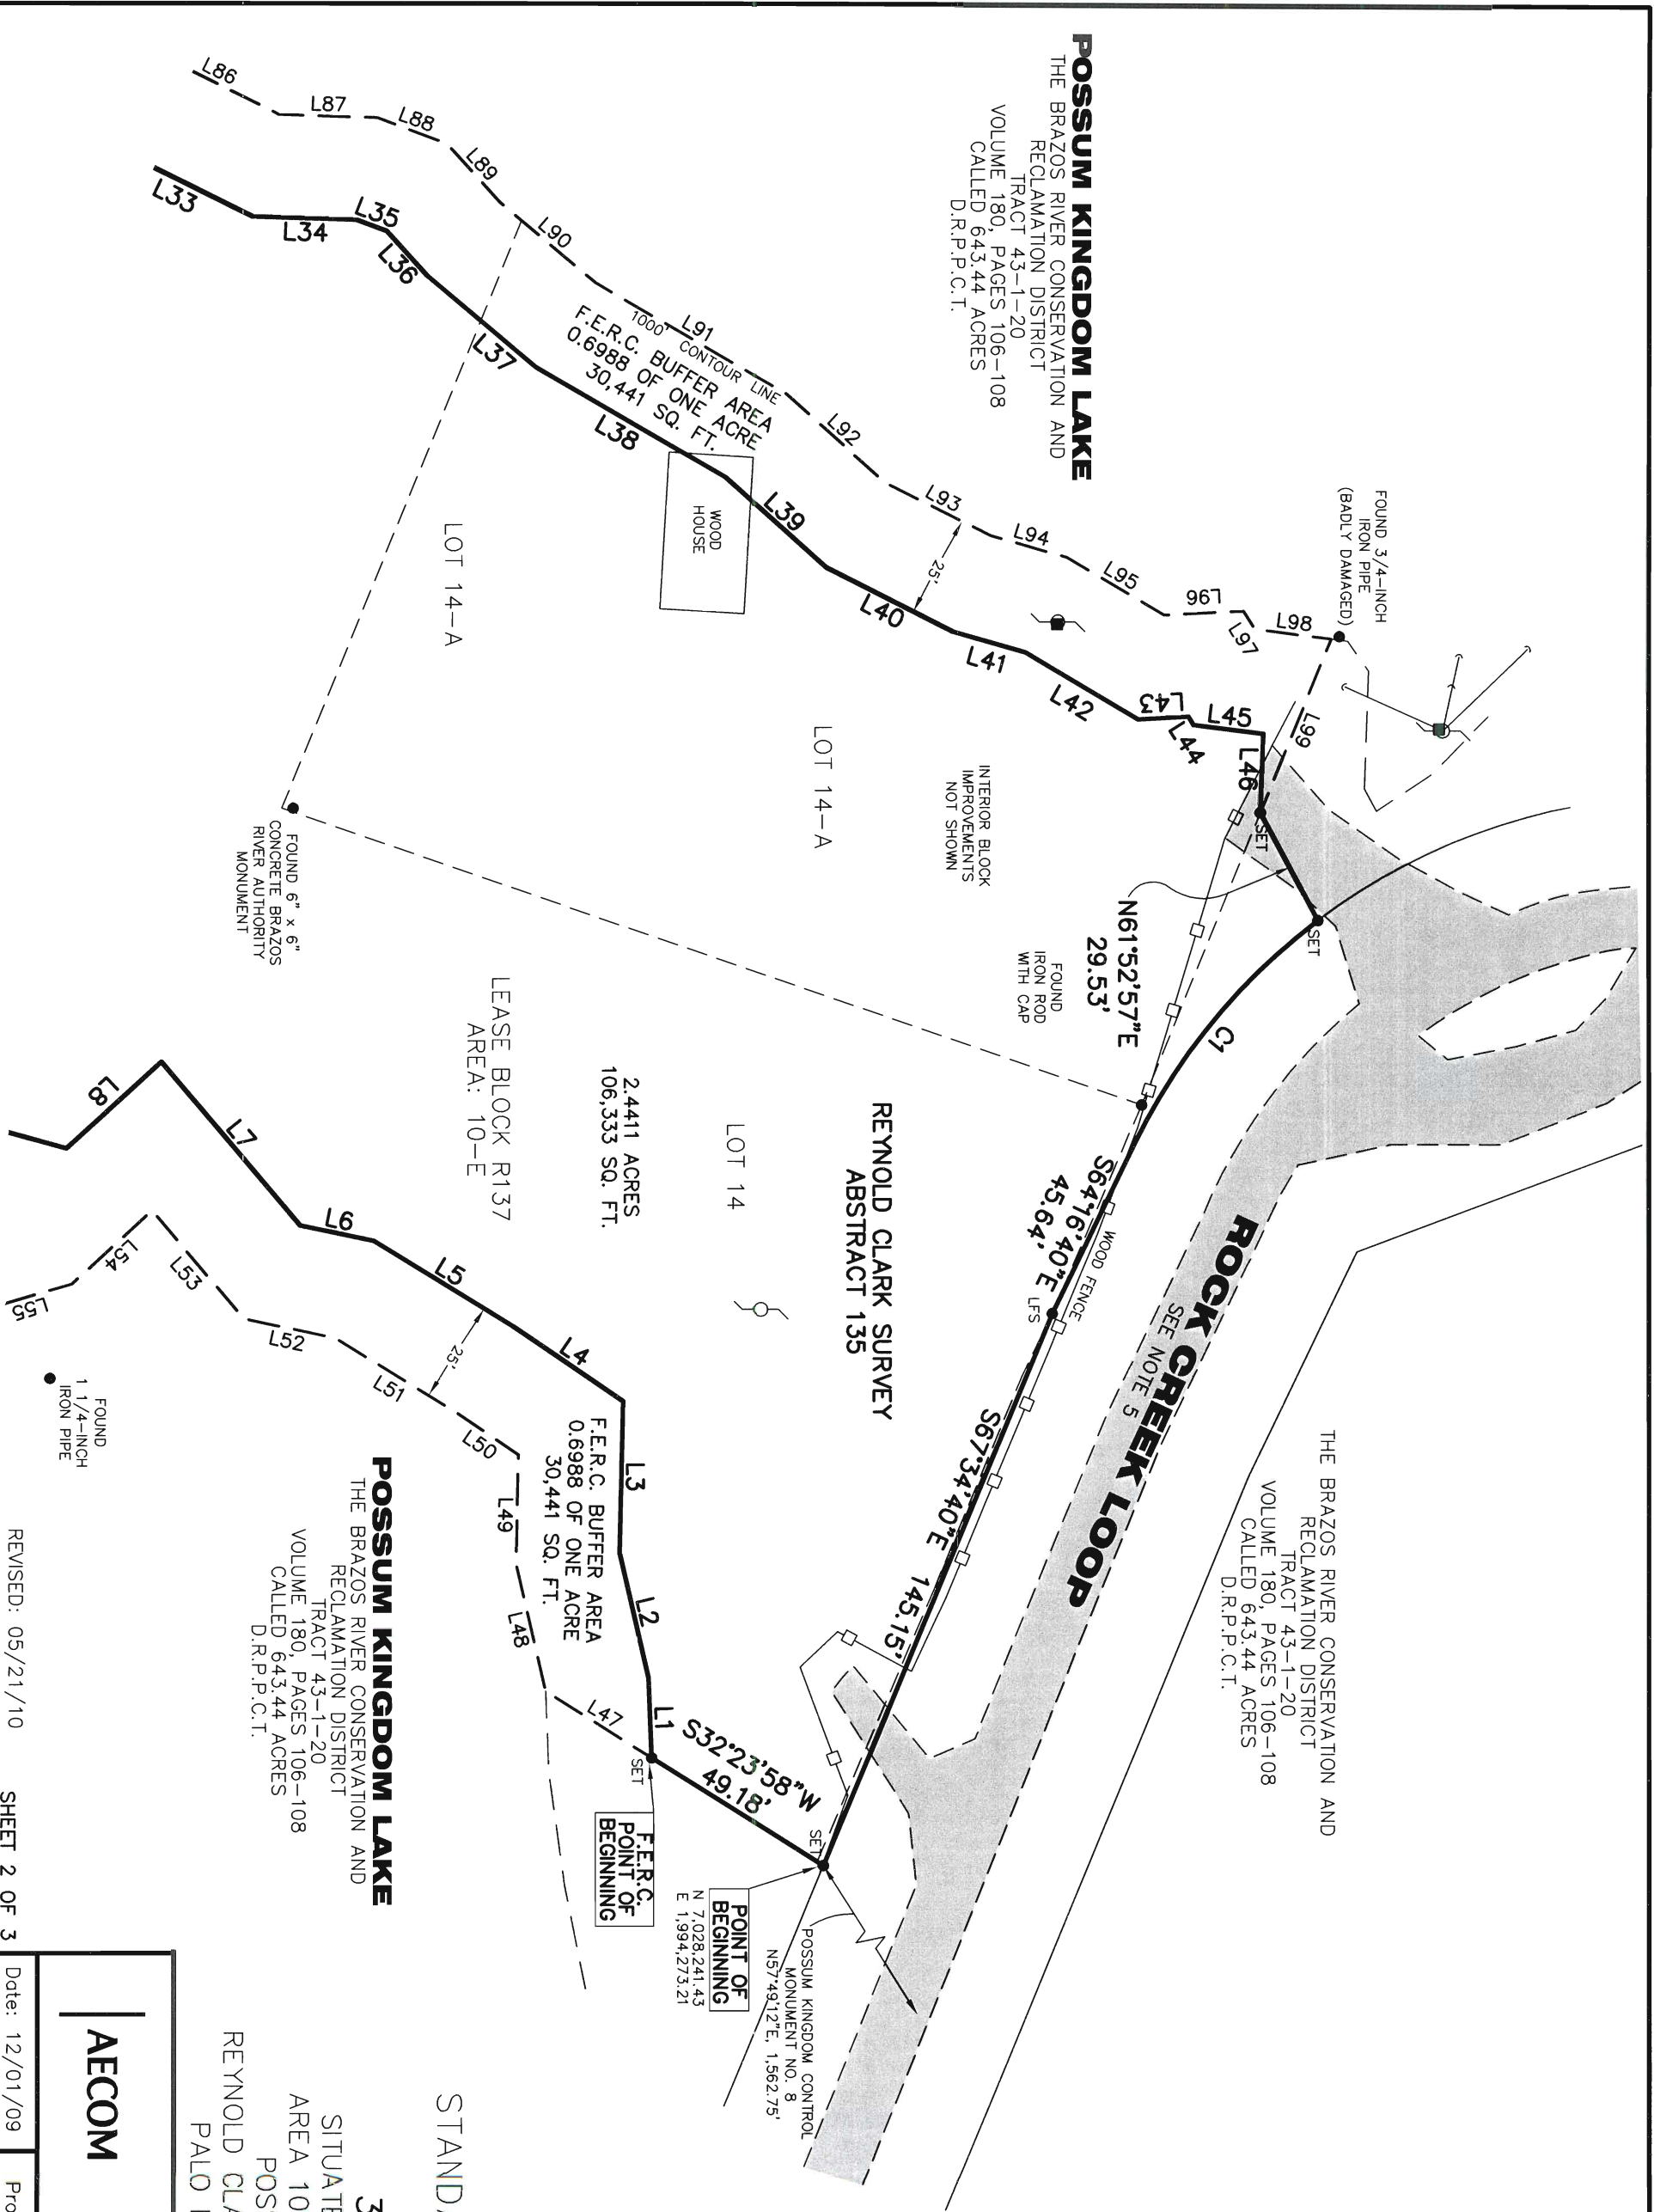 POSSUM KINGDOM LAKE
THE BRAZOS RIVER CONSERVATION AND
RECLAMATION DISTRICT
TRACT 43-1-20
VOLUME 180, PAGES 106-108
CALLED 643.44 ACRES
D.R.P.P.C.T.
FOUND 3/4-INCH
IRON PIPE
(BADLY DAMAGED)
L86
L87
L88
L89
L90
L91
L92
L93
L94
L95
L96
L97
L98
L99
1000' CONTOUR LINE
F.E.R.C. BUFFER AREA
0.6988 OF ONE ACRE
30,441 SQ. FT.
25'
L33
L34
L35
L36
L37
L38
L39
L40
L41
L42
L43
L44
L45
L46
SET
SET
WOOD
HOUSE
LOT 14-A
LOT 14-A
INTERIOR BLOCK
IMPROVEMENTS
NOT SHOWN
N61°52'57"E
29.53'
FOUND
IRON ROD
WITH CAP
C1
FOUND 6" x 6"
CONCRETE BRAZOS
RIVER AUTHORITY
MONUMENT
ROCK CREEK LOOP
SEE NOTE 5
THE BRAZOS RIVER CONSERVATION AND
RECLAMATION DISTRICT
TRACT 43-1-20
VOLUME 180, PAGES 106-108
CALLED 643.44 ACRES
D.R.P.P.C.T.
S64°16'40"E
45.64'
WOOD FENCE
LFS
S67°34'40"E 145.15'
REYNOLD CLARK SURVEY
ABSTRACT 135
LOT 14
2.4411 ACRES
106,333 SQ. FT.
LEASE BLOCK R137
AREA: 10-E
L8
L7
L6
L5
L4
L3
L2
L1
L55
L54
L53
L52
L51
L50
L49
L48
L47
25'
F.E.R.C. BUFFER AREA
0.6988 OF ONE ACRE
30,441 SQ. FT.
S32°23'58"W
49.18'
SET
SET
F.E.R.C.
POINT OF
BEGINNING
POINT OF
BEGINNING
N 7,028,241.43
E 1,994,273.21
POSSUM KINGDOM CONTROL
MONUMENT NO. 8
N57°49'12"E, 1,562.75'
FOUND
1 1/4-INCH
IRON PIPE
POSSUM KINGDOM LAKE
THE BRAZOS RIVER CONSERVATION AND
RECLAMATION DISTRICT
TRACT 43-1-20
VOLUME 180, PAGES 106-108
CALLED 643.44 ACRES
D.R.P.P.C.T.
REVISED: 05/21/10
SHEET 2 OF 3
STANDA
3
SITUATE
AREA 10
POSS
REYNOLD CLA
PALO
AECOM
Date: 12/01/09
Pro